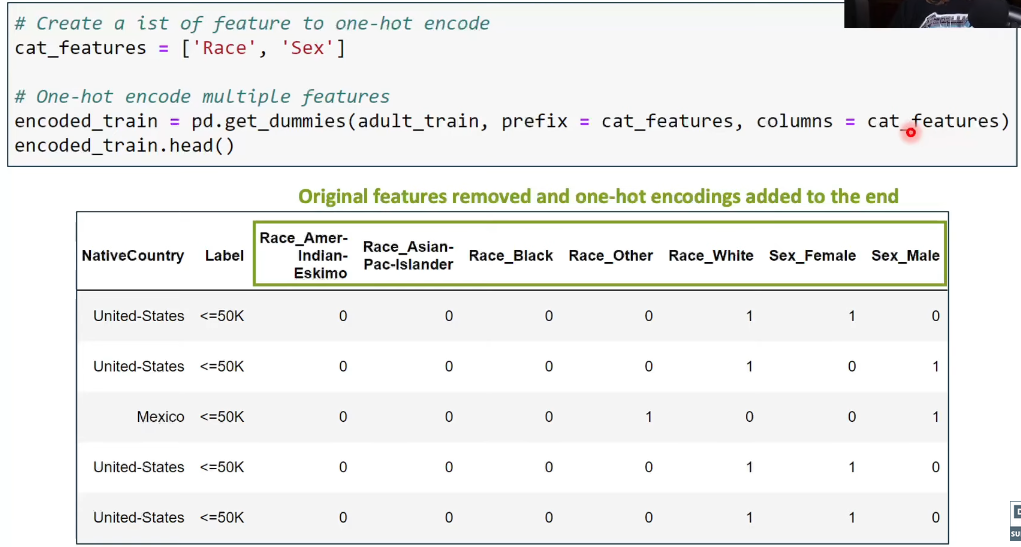 # Create a ist of feature to one-hot encode
cat_features = ['Race', 'Sex']
# One-hot encode multiple features
encoded_train = pd.get_dummies(adult_train, prefix = cat_features, columns = cat_features)
encoded_train.head()
Original features removed and one-hot encodings added to the end
NativeCountry Label Race_Amer-Indian-Eskimo Race_Asian-Pac-Islander Race_Black Race_Other Race_White Sex_Female Sex_Male
United-States <=50K 0 0 0 0 1 1 0
United-States <=50K 0 0 0 0 1 0 1
Mexico <=50K 0 0 0 1 0 0 1
United-States <=50K 0 0 0 0 1 1 0
United-States <=50K 0 0 0 0 1 1 0